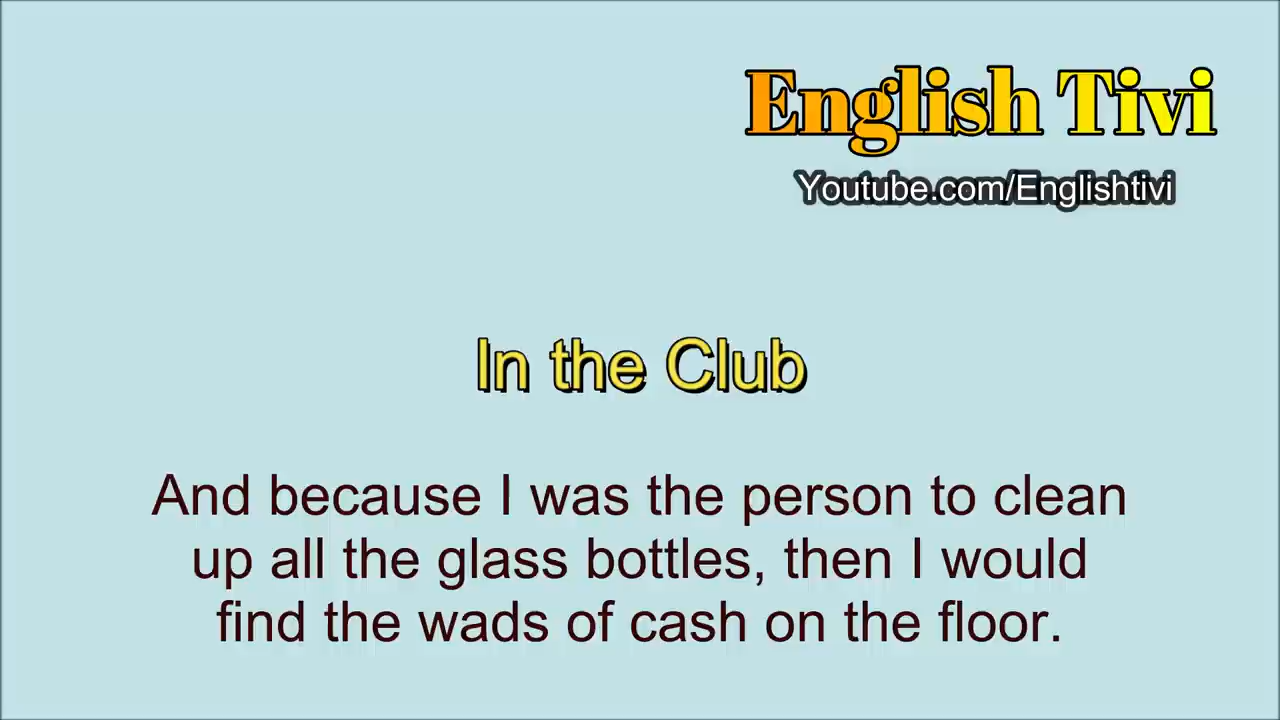 English Tivi
Youtube.com/Englishtivi
In the Club
And because I was the person to clean
up all the glass bottles, then I would
find the wads of cash on the floor.